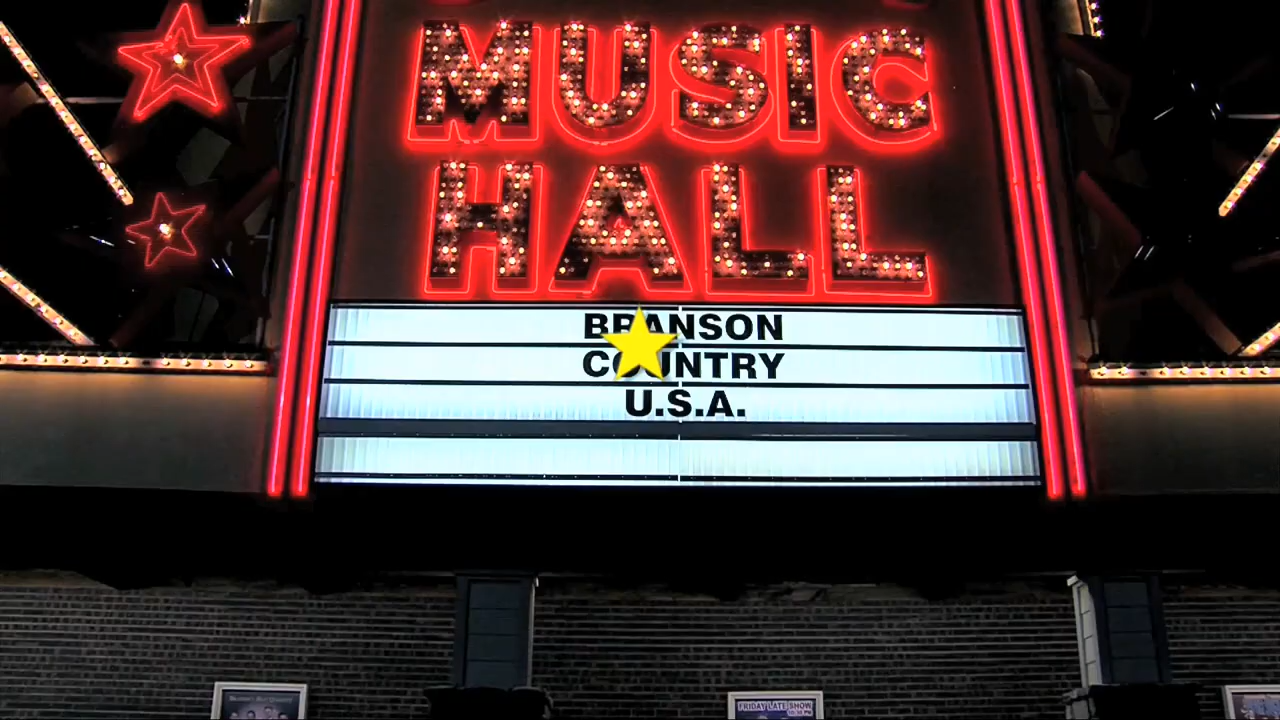 MUSIC
HALL
BRANSON
COUNTRY
U.S.A.
FRIDAY LATE SHOW